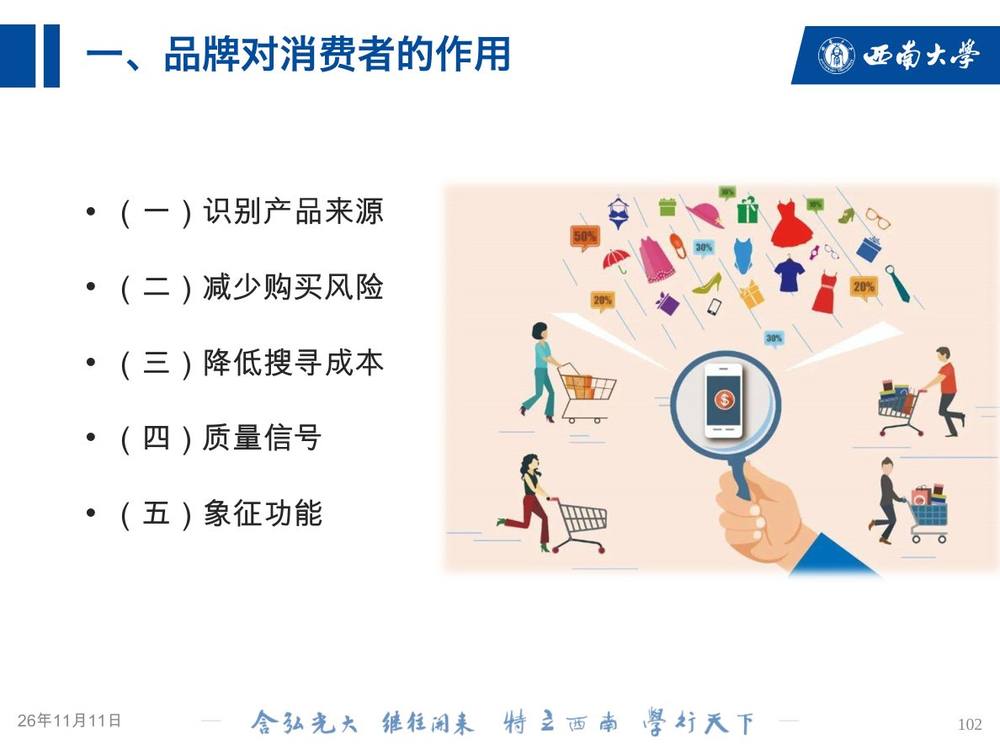 一、品牌对消费者的作用
西南大学
• （一）识别产品来源
• （二）减少购买风险
• （三）降低搜寻成本
• （四）质量信号
• （五）象征功能
30%
50%
30%
20%
20%
30%
$
26年11月11日
含弘光大 继往开来 特立西南 學行天下
102